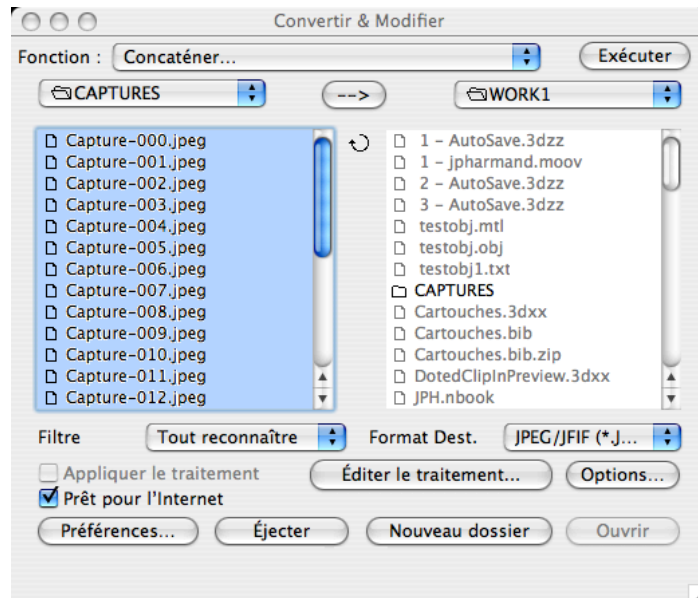 Convertir & Modifier
Fonction : Concaténer... Exécuter
CAPTURES --> WORK1
Capture-000.jpeg
Capture-001.jpeg
Capture-002.jpeg
Capture-003.jpeg
Capture-004.jpeg
Capture-005.jpeg
Capture-006.jpeg
Capture-007.jpeg
Capture-008.jpeg
Capture-009.jpeg
Capture-010.jpeg
Capture-011.jpeg
Capture-012.jpeg
1 - AutoSave.3dzz
1 - jpharmand.moov
2 - AutoSave.3dzz
3 - AutoSave.3dzz
testobj.mtl
testobj.obj
testobj1.txt
CAPTURES
Cartouches.3dxx
Cartouches.bib
Cartouches.bib.zip
DotedClipInPreview.3dxx
JPH.nbook
Filtre Tout reconnaître Format Dest. JPEG/JFIF (*.J...
Appliquer le traitement Éditer le traitement... Options...
Prêt pour l'Internet
Préférences... Éjecter Nouveau dossier Ouvrir